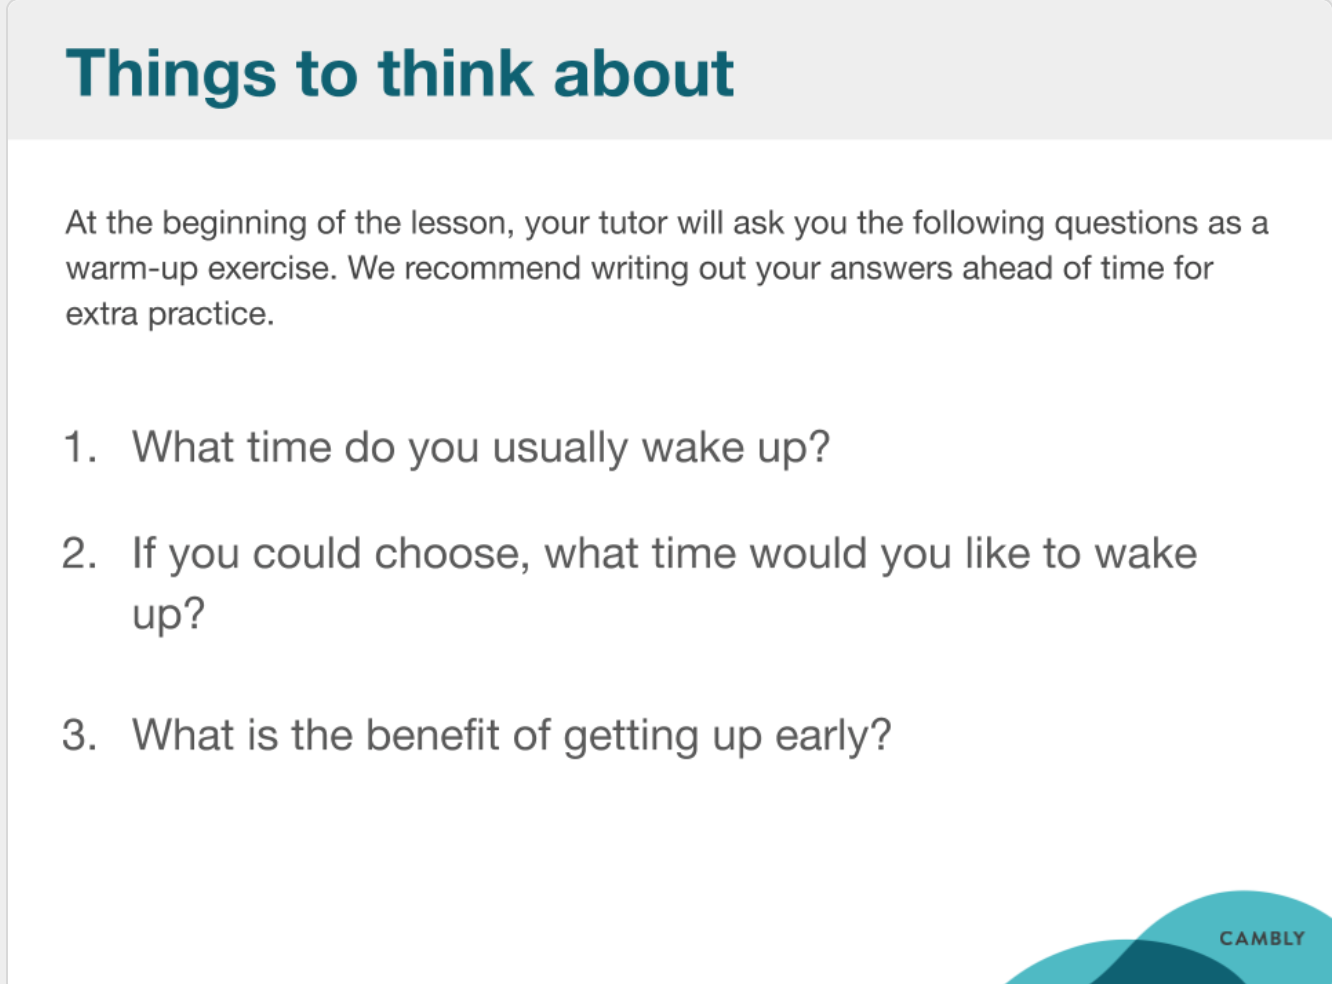 Things to think about
At the beginning of the lesson, your tutor will ask you the following questions as a
warm-up exercise. We recommend writing out your answers ahead of time for
extra practice.
1. What time do you usually wake up?
2. If you could choose, what time would you like to wake
up?
3. What is the benefit of getting up early?
CAMBLY